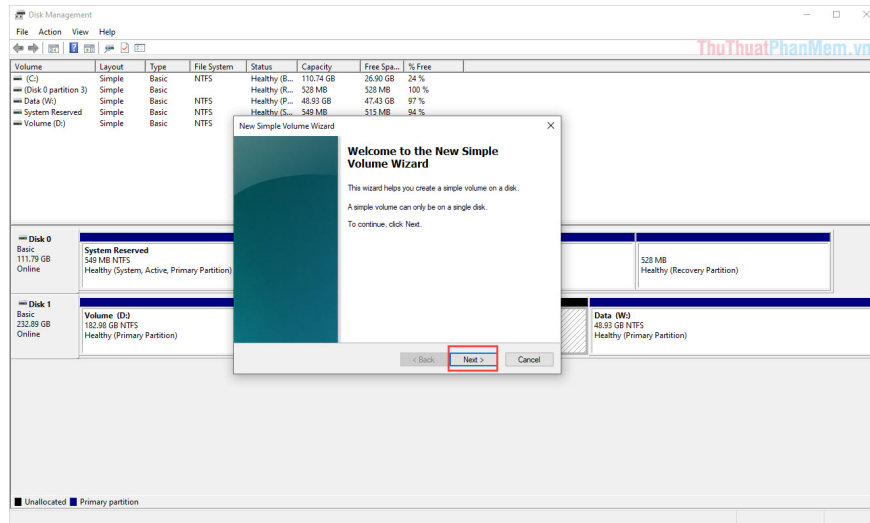 Disk Management
File Action View Help
ThuThuatPhanMem.vn
Volume Layout Type File System Status Capacity Free Spa... % Free
(C:) Simple Basic NTFS Healthy (B... 110.74 GB 26.90 GB 24 %
(Disk 0 partition 3) Simple Basic Healthy (R... 528 MB 528 MB 100 %
Data (W:) Simple Basic NTFS Healthy (P... 48.93 GB 47.43 GB 97 %
System Reserved Simple Basic NTFS Healthy (S... 549 MB 515 MB 94 %
Volume (D:) Simple Basic NTFS
New Simple Volume Wizard
Welcome to the New Simple
Volume Wizard
This wizard helps you create a simple volume on a disk.
A simple volume can only be on a single disk.
To continue, click Next.
< Back Next > Cancel
Disk 0
Basic
111.79 GB
Online
System Reserved
549 MB NTFS
Healthy (System, Active, Primary Partition)
528 MB
Healthy (Recovery Partition)
Disk 1
Basic
232.89 GB
Online
Volume (D:)
182.98 GB NTFS
Healthy (Primary Partition)
Data (W:)
48.93 GB NTFS
Healthy (Primary Partition)
Unallocated Primary partition